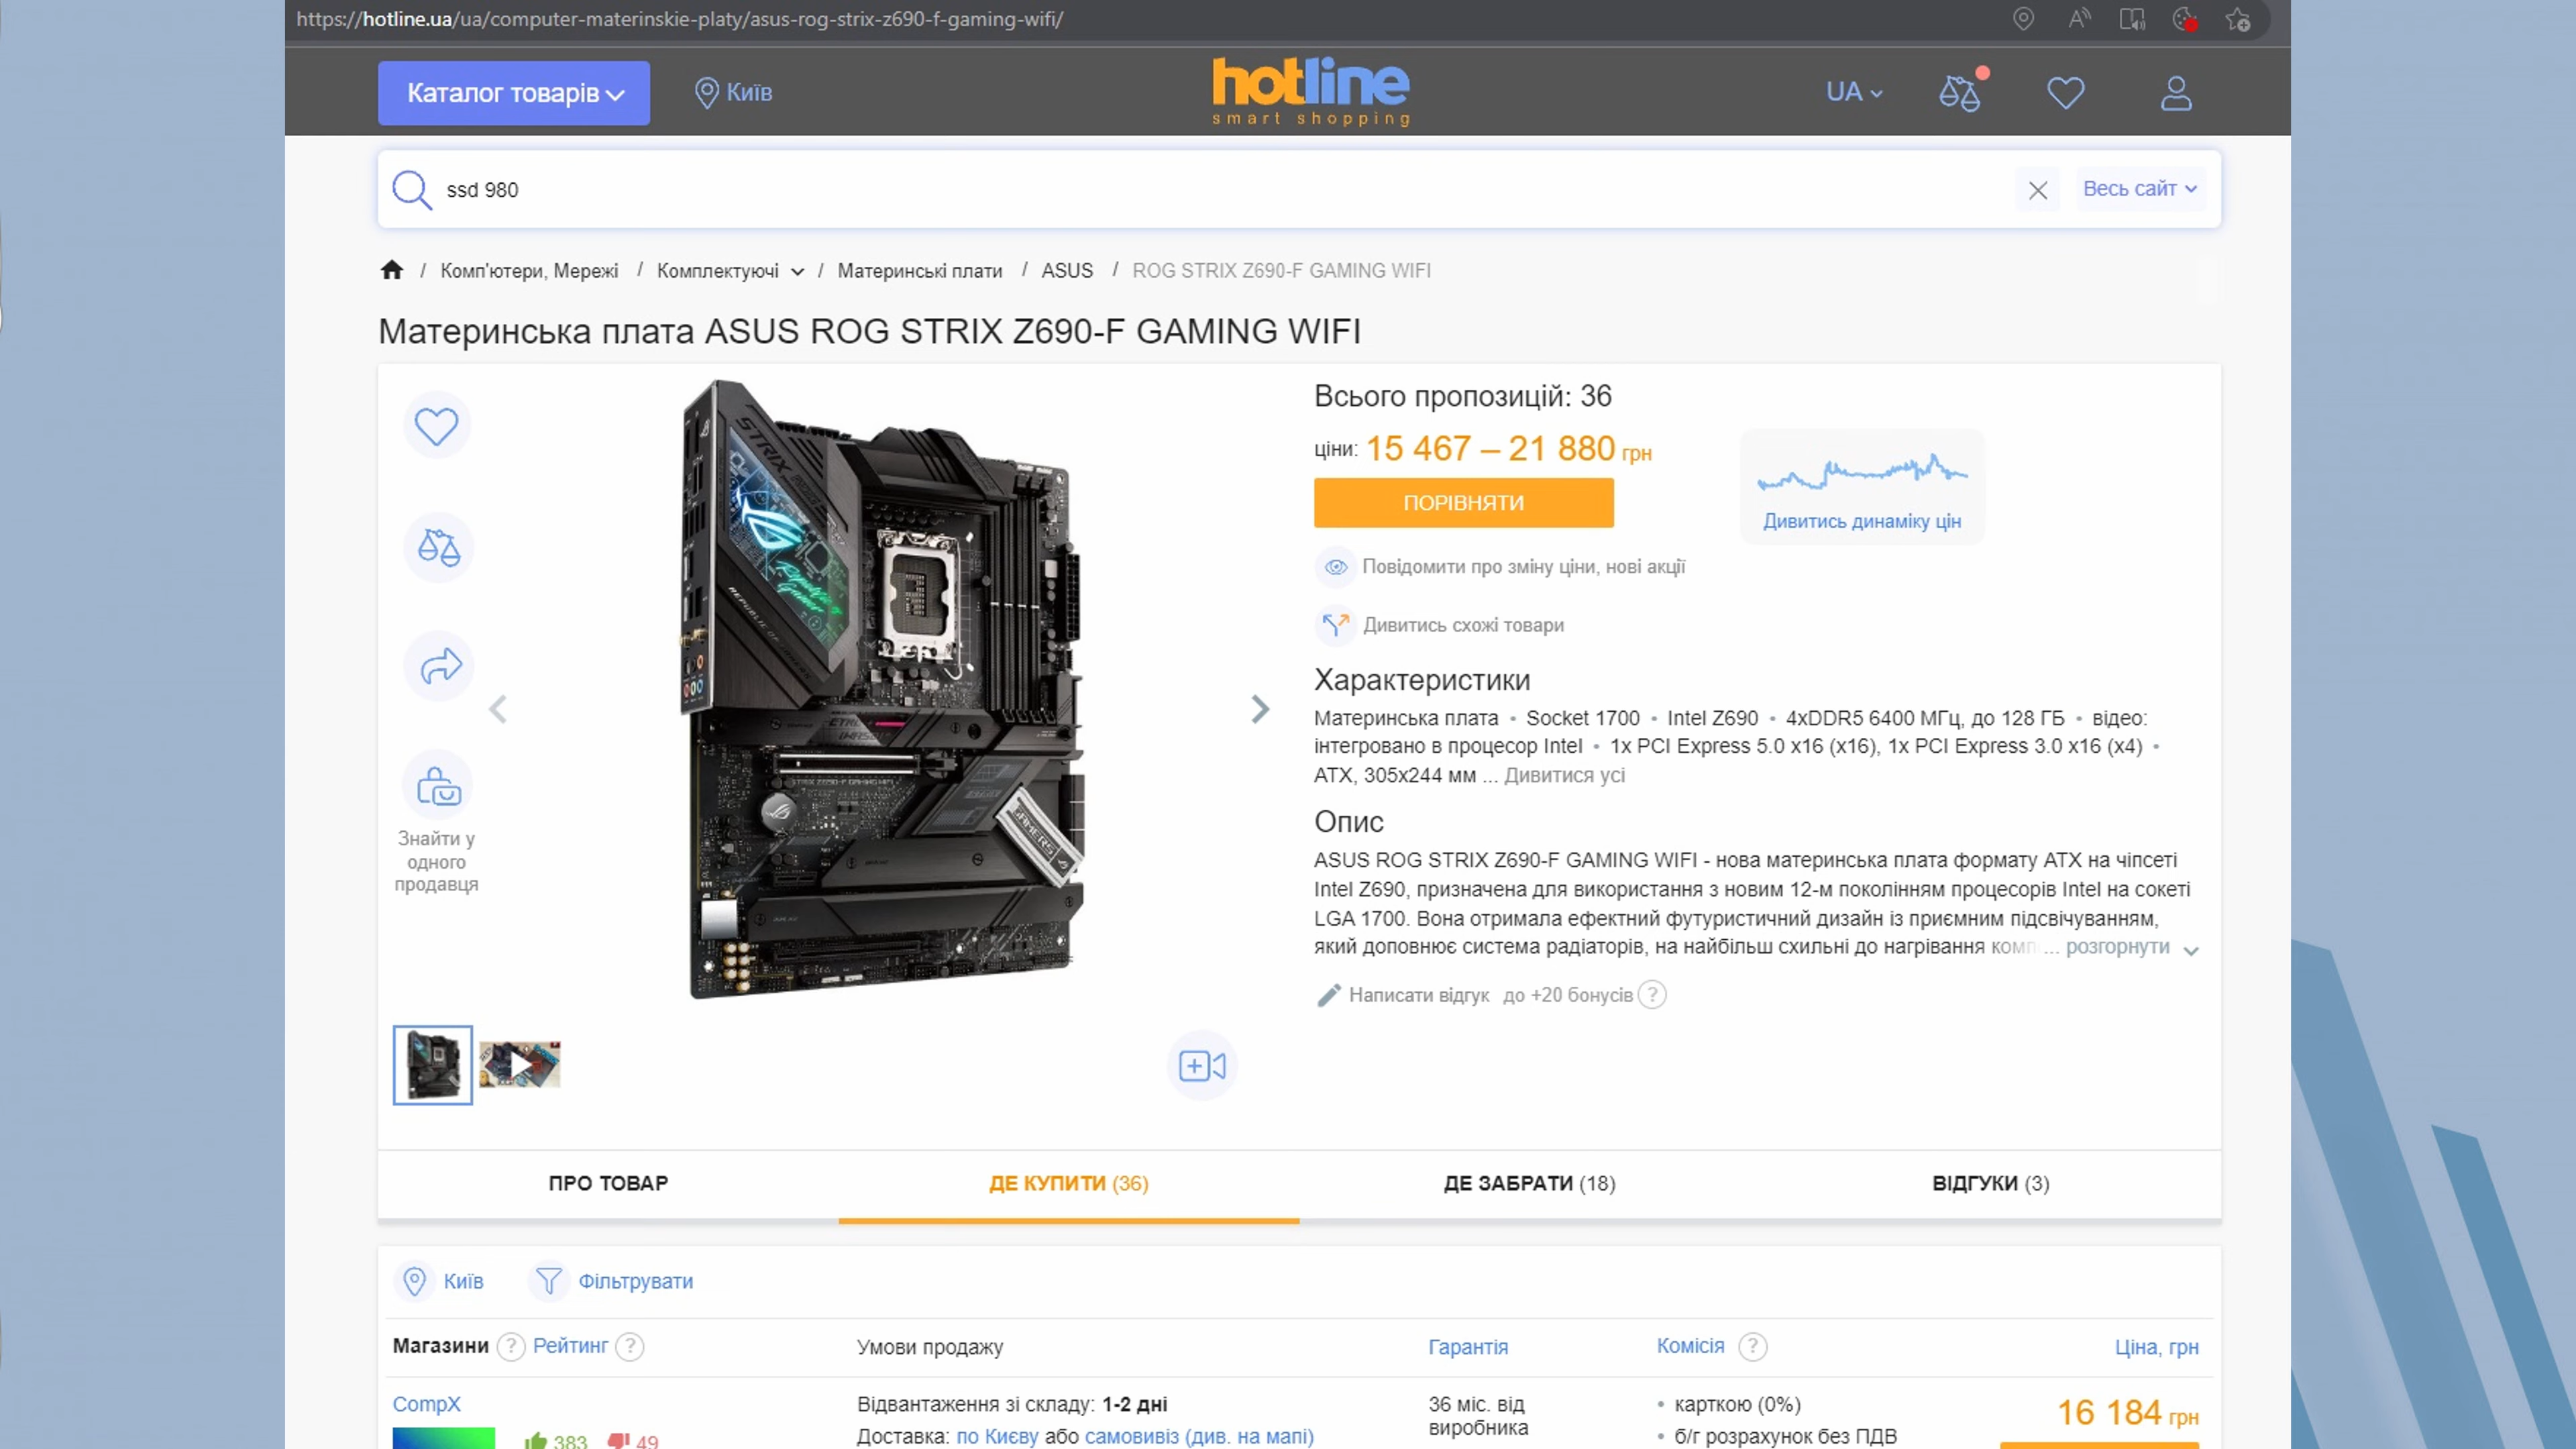 https://hotline.ua/ua/computer-materinskie-platy/asus-rog-strix-z690-f-gaming-wifi/
Каталог товарів
Київ
hotline
smart shopping
UA
ssd 980
Весь сайт
/ Комп'ютери, Мережі / Комплектуючі / Материнські плати / ASUS / ROG STRIX Z690-F GAMING WIFI
Материнська плата ASUS ROG STRIX Z690-F GAMING WIFI
Всього пропозицій: 36
ціни: 15 467 – 21 880 грн
ПОРІВНЯТИ
Дивитись динаміку цін
Повідомити про зміну ціни, нові акції
Дивитись схожі товари
Характеристики
Материнська плата • Socket 1700 • Intel Z690 • 4xDDR5 6400 МГц, до 128 ГБ • відео:
інтегровано в процесор Intel • 1x PCI Express 5.0 x16 (x16), 1x PCI Express 3.0 x16 (x4) •
ATX, 305x244 мм ... Дивитися усі
Опис
ASUS ROG STRIX Z690-F GAMING WIFI - нова материнська плата формату ATX на чіпсеті
Intel Z690, призначена для використання з новим 12-м поколінням процесорів Intel на сокеті
LGA 1700. Вона отримала ефектний футуристичний дизайн із приємним підсвічуванням,
який доповнює система радіаторів, на найбільш схильні до нагрівання комп... розгорнути
Написати відгук до +20 бонусів ?
Знайти у
одного
продавця
STRIX
REPUBLIC OF GAMERS
GAMERS
ПРО ТОВАР
ДЕ КУПИТИ (36)
ДЕ ЗАБРАТИ (18)
ВІДГУКИ (3)
Київ
Фільтрувати
Магазини ? Рейтинг ?
Умови продажу
Гарантія
Комісія ?
Ціна, грн
CompX
383 49
Відвантаження зі складу: 1-2 дні
Доставка: по Києву або самовивіз (див. на мапі)
36 міс. від
виробника
• карткою (0%)
• б/г розрахунок без ПДВ
16 184 грн